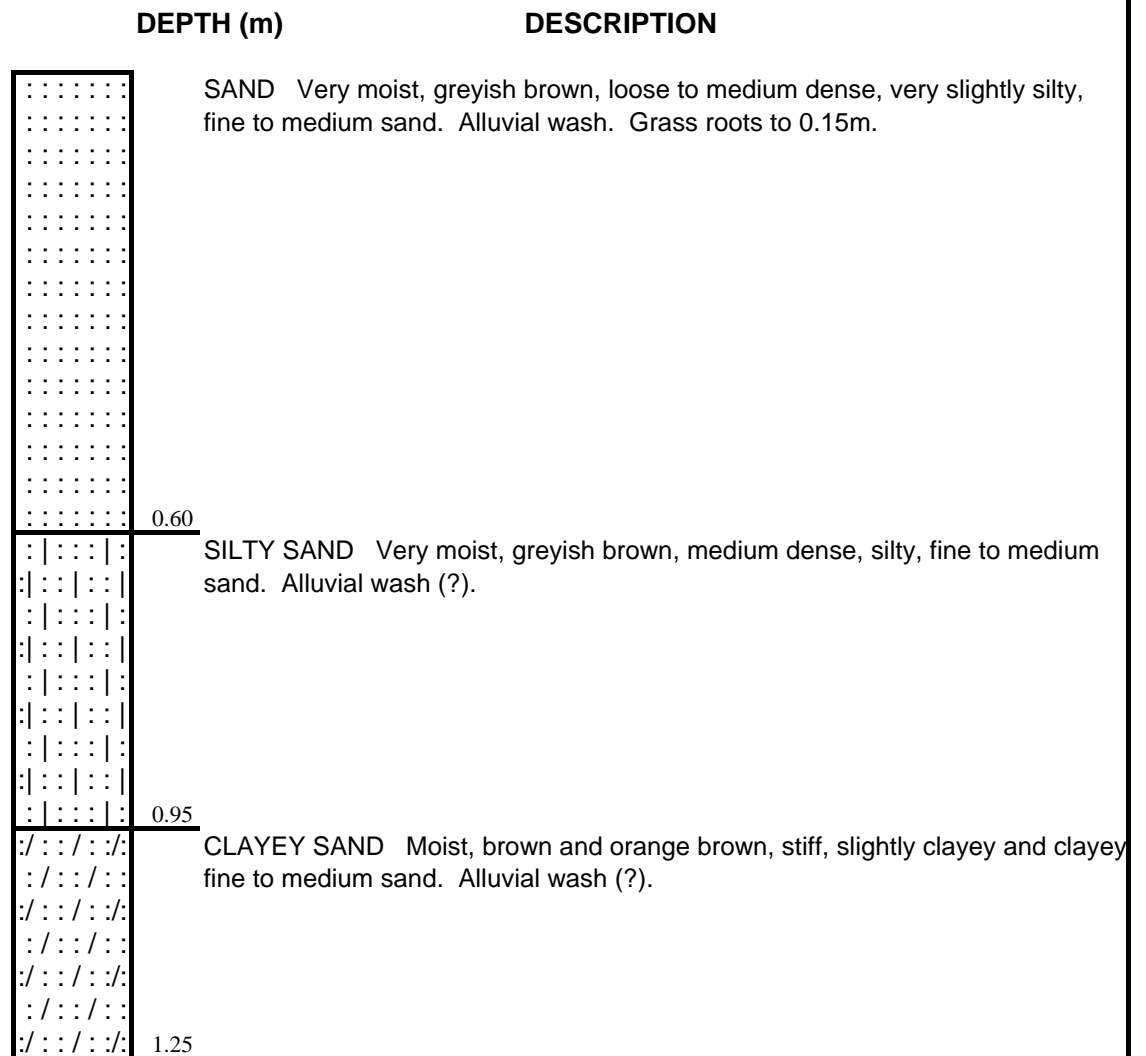 DEPTH (m) DESCRIPTION
SAND Very moist, greyish brown, loose to medium dense, very slightly silty,
fine to medium sand. Alluvial wash. Grass roots to 0.15m.
: : : : : : :
: : : : : : :
: : : : : : :
: : : : : : :
: : : : : : :
: : : : : : :
: : : : : : :
: : : : : : :
: : : : : : :
: : : : : : :
: : : : : : :
: : : : : : :
: : : : : : :
: : : : : : : 0.60
: | : : : | : SILTY SAND Very moist, greyish brown, medium dense, silty, fine to medium
:| : : | : : | sand. Alluvial wash (?).
: | : : : | :
:| : : | : : |
: | : : : | :
:| : : | : : |
: | : : : | :
:| : : | : : |
: | : : : | : 0.95
:/ : : / : :/: CLAYEY SAND Moist, brown and orange brown, stiff, slightly clayey and clayey
: / : : / : : fine to medium sand. Alluvial wash (?).
:/ : : / : :/:
: / : : / : :
:/ : : / : :/:
: / : : / : :
:/ : : / : :/: 1.25